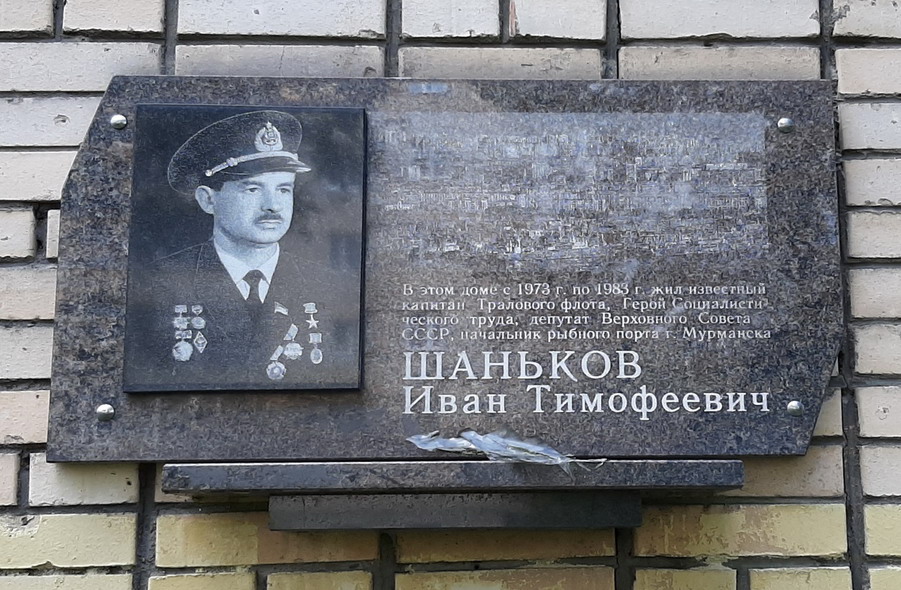 В этом доме с 1973 г. по 1983 г. жил известный
капитан Тралового флота, Герой Социалисти-
ческого труда, депутат Верховного Совета
СССР, начальник рыбного порта г. Мурманска
ШАНЬКОВ
Иван Тимофеевич